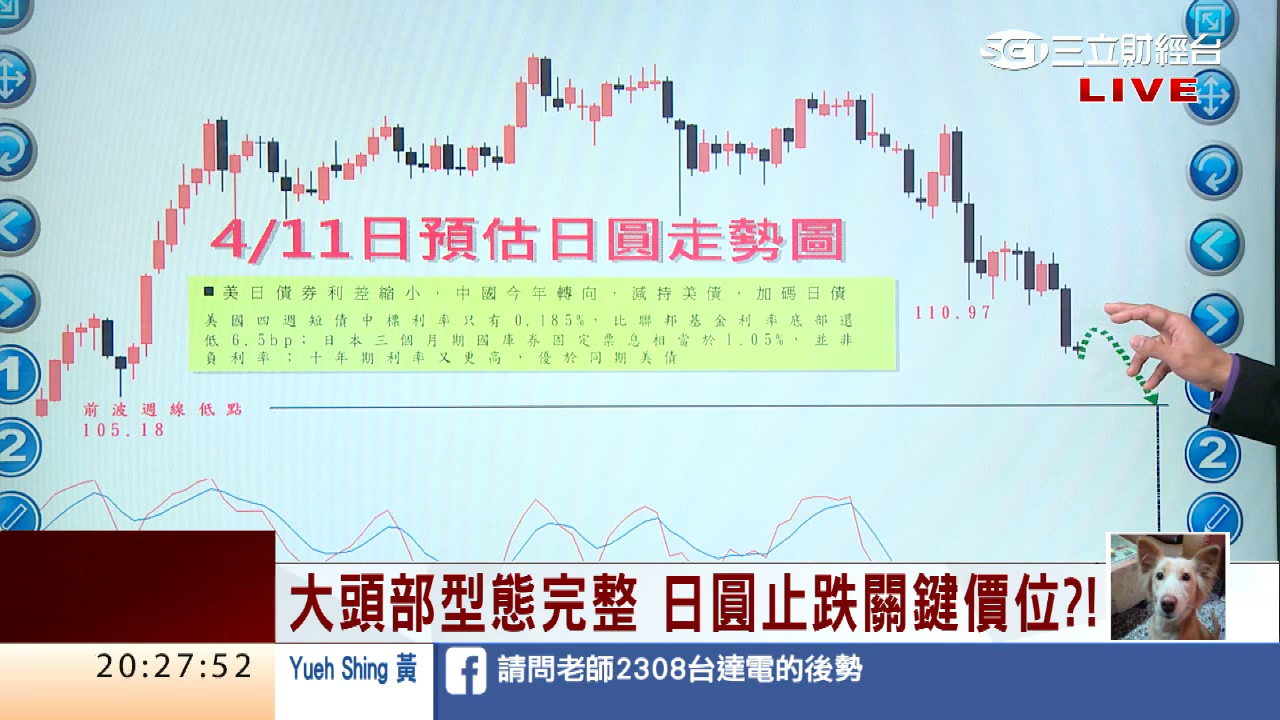 SET三立財經台
LIVE
4/11日預估日圓走勢圖
■美日債券利差縮小,中國今年轉向,減持美債,加碼日債
美國四週短債中標利率只有0.185%,比聯邦基金利率底部還
低6.5bp;日本三個月期國庫券固定票息相當於1.05%,並非
負利率;十年期利率又更高,優於同期美債
110.97
前波週線低點
105.18
1
2
2
大頭部型態完整 日圓止跌關鍵價位?!
20:27:52
Yueh Shing 黃
請問老師2308台達電的後勢